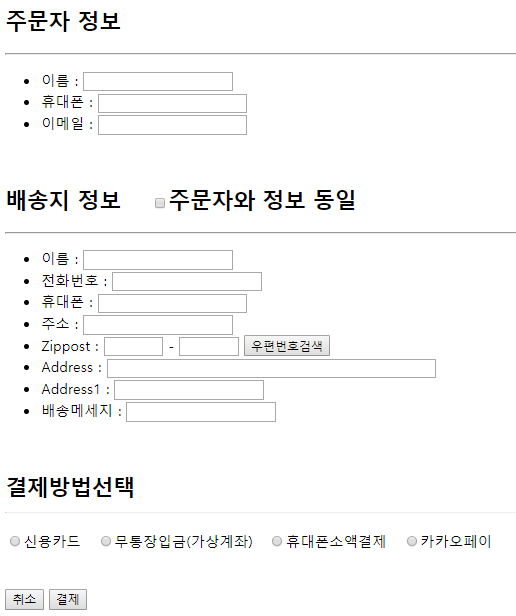 주문자 정보
이름 :
휴대폰 :
이메일 :
배송지 정보 주문자와 정보 동일
이름 :
전화번호 :
휴대폰 :
주소 :
Zippost : - 우편번호검색
Address :
Address1 :
배송메세지 :
결제방법선택
신용카드 무통장입금(가상계좌) 휴대폰소액결제 카카오페이
취소 결제